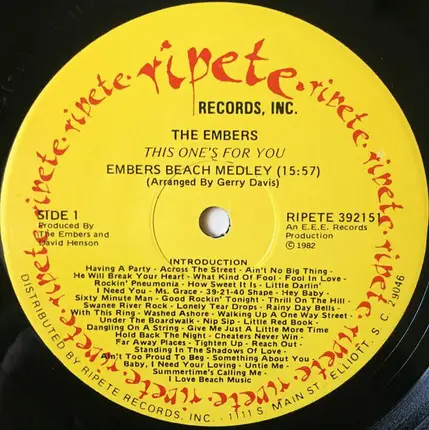 ripete · ripete · ripete · ripete · ripete
RECORDS, INC.
THE EMBERS
THIS ONE'S FOR YOU
EMBERS BEACH MEDLEY (15:57)
(Arranged By Gerry Davis)
SIDE 1
Produced By
The Embers and
David Henson
RIPETE 392151
An E.E.E. Records
Production
© 1982
INTRODUCTION
Having A Party - Across The Street - Ain't No Big Thing -
He Will Break Your Heart - What Kind Of Fool - Fool In Love -
Rockin' Pneumonia - How Sweet It Is - Little Darlin'
I Need You - Ms. Grace - 39-21-40 Shape - Hey Baby -
Sixty Minute Man - Good Rockin' Tonight - Thrill On The Hill
Swanee River Rock - Lonely Tear Drops - Rainy Day Bells -
With This Ring - Washed Ashore - Walking Up A One Way Street -
Under The Boardwalk - Nip Sip - Little Red Book -
Dangling On A String - Give Me Just A Little More Time
Hold Back The Night - Cheaters Never Win -
Far Away Places - Tighten Up - Reach Out -
Standing In The Shadows Of Love -
Ain't Too Proud To Beg - Something About You
Baby, I Need Your Loving - Untie Me -
Summertime's Calling Me -
I Love Beach Music
DISTRIBUTED BY RIPETE RECORDS, INC. · 1-11 S. MAIN ST., ELLIOTT, S.C. 29046